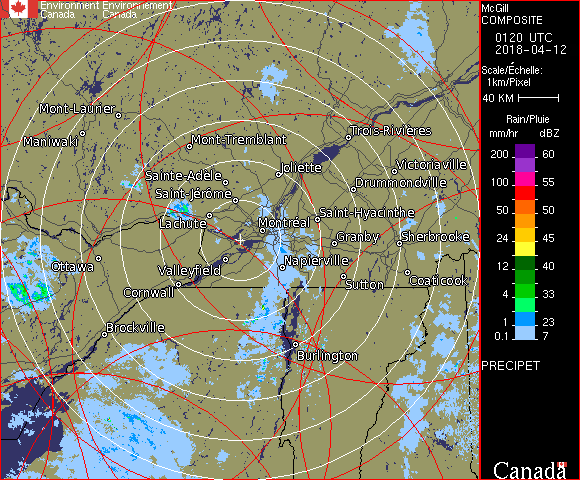 Environment Environnement
Canada Canada
McGill
COMPOSITE
0120 UTC
2018-04-12
Scale/Échelle:
1km/Pixel
40 KM
Rain/Pluie
mm/hr dBZ
200 60
100 55
50 50
24 45
12 40
4 33
1 23
0.1 7
PRECIPET
Mont-Laurier
Maniwaki
Mont-Tremblant
Trois-Rivières
Joliette
Victoriaville
Sainte-Adèle
Drummondville
Saint-Jérôme
Lachute
Saint-Hyacinthe
Montréal
Granby
Sherbrooke
Ottawa
Valleyfield
Napierville
Cornwall
Sutton
Coaticook
Brockville
Burlington
Canada